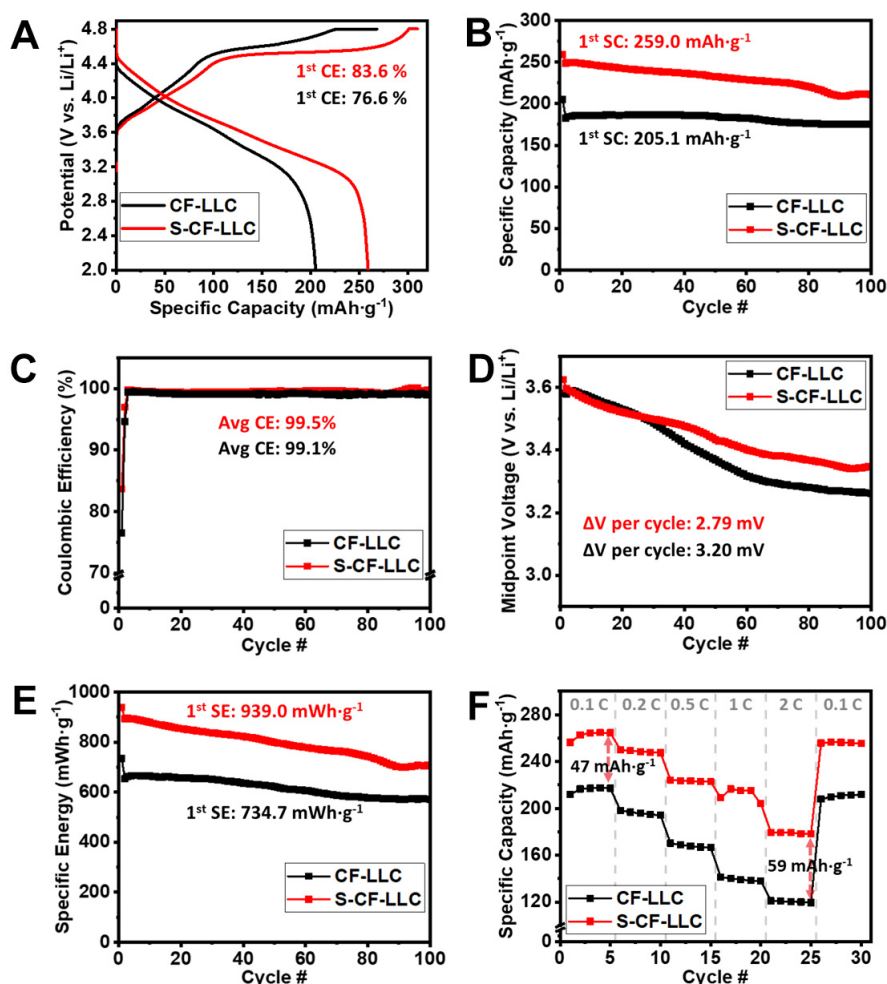 A
4.8
4.4
4.0
3.6
3.2
2.8
2.4
2.0
Potential (V vs. Li/Li⁺)
1ˢᵗ CE: 83.6 %
1ˢᵗ CE: 76.6 %
CF-LLC
S-CF-LLC
0 50 100 150 200 250 300
Specific Capacity (mAh·g⁻¹)
B
300
250
200
150
100
50
0
Specific Capacity (mAh·g⁻¹)
1ˢᵗ SC: 259.0 mAh·g⁻¹
1ˢᵗ SC: 205.1 mAh·g⁻¹
CF-LLC
S-CF-LLC
0 20 40 60 80 100
Cycle #
C
100
90
80
70
0
Coulombic Efficiency (%)
Avg CE: 99.5%
Avg CE: 99.1%
CF-LLC
S-CF-LLC
0 20 40 60 80 100
Cycle #
D
3.6
3.4
3.2
3.0
Midpoint Voltage (V vs. Li/Li⁺)
CF-LLC
S-CF-LLC
ΔV per cycle: 2.79 mV
ΔV per cycle: 3.20 mV
0 20 40 60 80 100
Cycle #
E
1000
800
600
400
200
0
Specific Energy (mWh·g⁻¹)
1ˢᵗ SE: 939.0 mWh·g⁻¹
1ˢᵗ SE: 734.7 mWh·g⁻¹
CF-LLC
S-CF-LLC
0 20 40 60 80 100
Cycle #
F
280
240
200
160
120
0
Specific Capacity (mAh·g⁻¹)
0.1 C 0.2 C 0.5 C 1 C 2 C 0.1 C
47 mAh·g⁻¹
59 mAh·g⁻¹
CF-LLC
S-CF-LLC
0 5 10 15 20 25 30
Cycle #